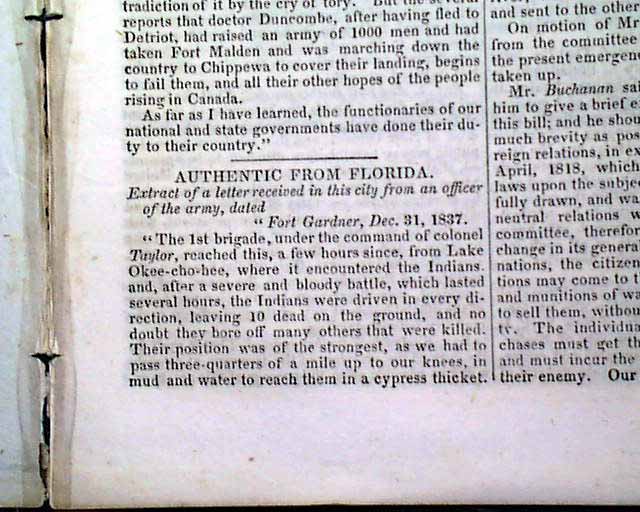 tradiction of it by the cry of tory. But the several
reports that doctor Duncombe, after having fled to
Detriot, had raised an army of 1000 men and had
taken Fort Malden and was marching down the
country to Chippewa to cover their landing, begins
to fail them, and all their other hopes of the people
rising in Canada.
As far as I have learned, the functionaries of our
national and state governments have done their du-
ty to their country."
AUTHENTIC FROM FLORIDA.
Extract of a letter received in this city from an officer
of the army, dated
"Fort Gardner, Dec. 31, 1837.
"The 1st brigade, under the command of colonel
Taylor, reached this, a few hours since, from Lake
Okee-cho-bee, where it encountered the Indians.
and, after a severe and bloody battle, which lasted
several hours, the Indians were driven in every di-
rection, leaving 10 dead on the ground, and no
doubt they bore off many others that were killed.
Their position was of the strongest, as we had to
pass three-quarters of a mile up to our knees, in
mud and water to reach them in a cypress thicket.
and sent to the other
On motion of Mr
from the committee
the present emergenc
taken up.
Mr. Buchanan sai
him to give a brief e
this bill; and he shou
much brevity as pos
reign relations, in ex
April, 1818, which
laws upon the subje
fully drawn, and wa
neutral relations w
committee, therefor
change in its genera
nations, the citizen
tions may come to t
and munitions of wa
to sell them, withou
ty. The individua
chases must get th
and must incur the
their enemy. Our